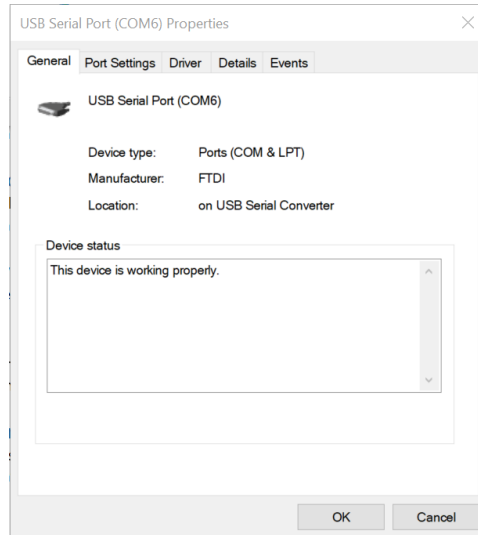 USB Serial Port (COM6) Properties
General Port Settings Driver Details Events
USB Serial Port (COM6)
Device type: Ports (COM & LPT)
Manufacturer: FTDI
Location: on USB Serial Converter
Device status
This device is working properly.
OK Cancel